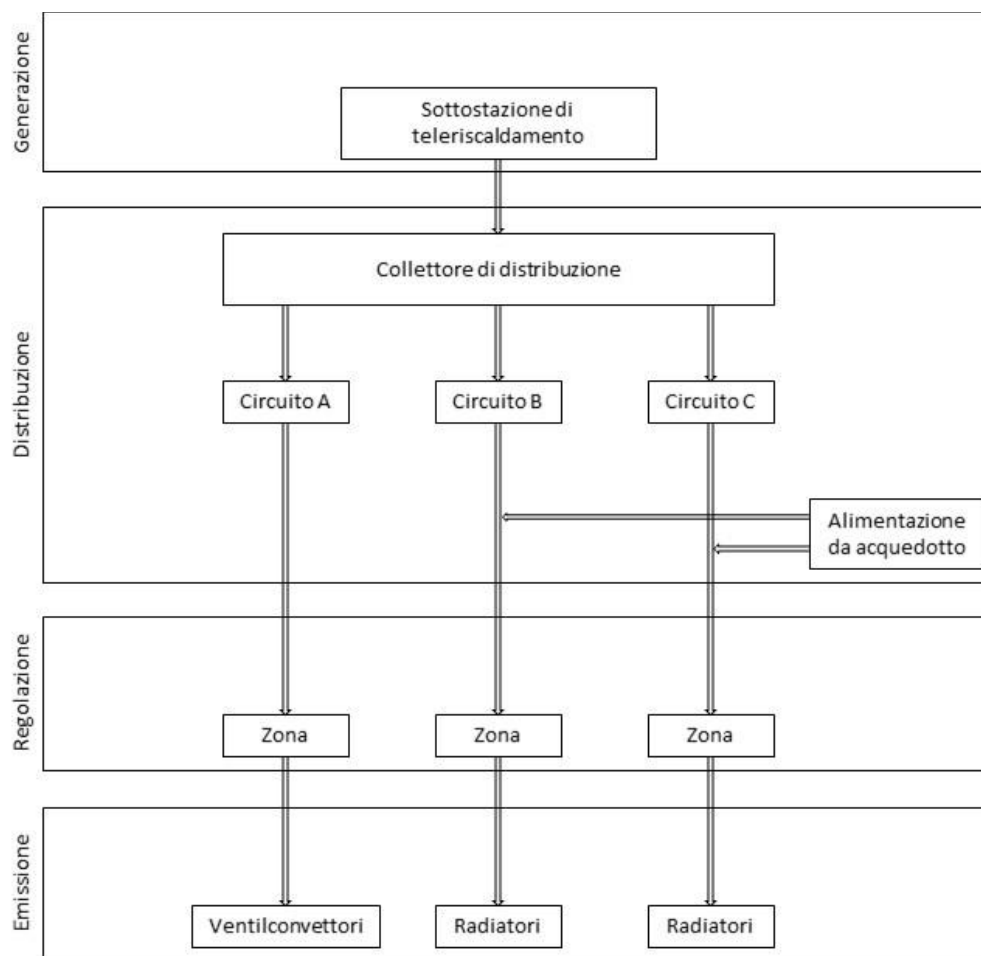 Generazione
Sottostazione di
teleriscaldamento
Distribuzione
Collettore di distribuzione
Circuito A
Circuito B
Circuito C
Alimentazione
da acquedotto
Regolazione
Zona
Zona
Zona
Emissione
Ventilconvettori
Radiatori
Radiatori